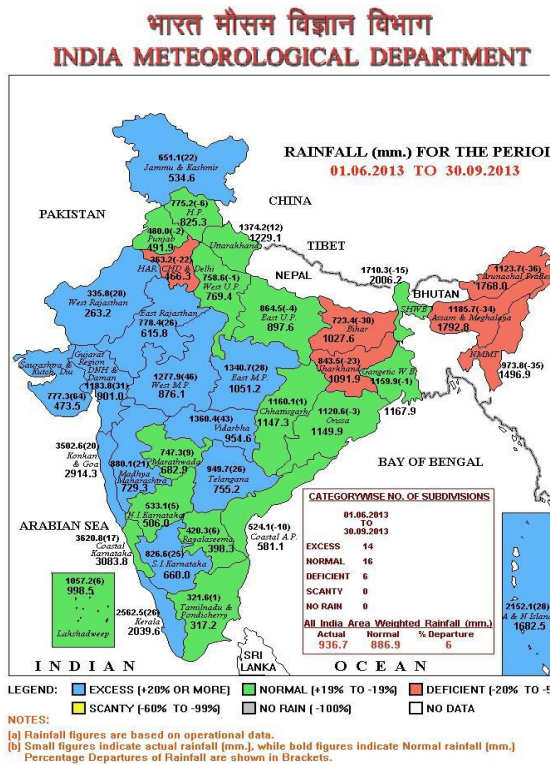 भारत मौसम विज्ञान विभाग
INDIA METEOROLOGICAL DEPARTMENT
RAINFALL (mm.) FOR THE PERIOD
01.06.2013 TO 30.09.2013
651.1(22)
Jammu & Kashmir
534.6
775.2(-6)
H.P.
825.3
CHINA
PAKISTAN
480.0(-2)
Punjab
491.9
1374.2(12)
1229.1
Uttarakhand
TIBET
363.2(-22)
HAR. CHD & Delhi
466.3
NEPAL
758.6(-1)
West U.P.
769.4
1710.3(-15)
2006.2
SHWB
BHUTAN
1123.7(-36)
Arunachal Pradesh
1768.0
335.8(28)
West Rajasthan
263.2
East Rajasthan
778.4(26)
615.8
864.5(-4)
East U.P
897.6
723.4(-30)
Bihar
1027.6
1185.7(-34)
Assam & Meghalaya
1792.8
NMMT
973.8(-35)
1496.9
Saurashtra &
Kutch, Diu
777.3(64)
473.5
Gujarat
Region
DNH &
Daman
1183.8(31)
901.0
1277.9(46)
West M.P.
876.1
1340.7(28)
East M.P.
1051.2
843.5(-23)
Jharkhand
1091.9
Gangetic W.B.
1159.9(-1)
1167.9
1160.1(1)
Chhattisgarh
1147.3
1120.6(-3)
Orissa
1149.9
1360.4(43)
Vidarbha
954.6
3502.6(20)
Konkan
& Goa
2914.3
880.1(21)
Madhya
Maharashtra
729.3
747.3(9)
Marathwada
682.9
949.7(26)
Telangana
755.2
BAY OF BENGAL
ARABIAN SEA
533.1(5)
N.I. Karnataka
506.0
420.3(6)
Rayalaseema
398.3
524.1(-10)
Coastal A.P.
581.1
3620.8(17)
Coastal
Karnataka
3083.8
826.6(25)
S.I.Karnataka
660.0
1057.2(6)
998.5
Lakshadweep
321.6(1)
Tamilnadu &
Pondicherry
317.2
2562.5(26)
Kerala
2039.6
2152.1(28)
A & N Island
1682.5
CATEGORYWISE NO. OF SUBDIVISIONS
01.06.2013
TO
30.09.2013
EXCESS 14
NORMAL 16
DEFICIENT 6
SCANTY 0
NO RAIN 0
All India Area Weighted Rainfall (mm.)
Actual Normal % Departure
936.7 886.9 6
SRI
LANKA
INDIAN OCEAN
LEGEND: EXCESS (+20% OR MORE) NORMAL (+19% TO -19%) DEFICIENT (-20% TO -5
SCANTY (-60% TO -99%) NO RAIN (-100%) NO DATA
NOTES:
(a) Rainfall figures are based on operational data.
(b) Small figures indicate actual rainfall (mm.), while bold figures indicate Normal rainfall (mm.)
Percentage Departures of Rainfall are shown in Brackets.